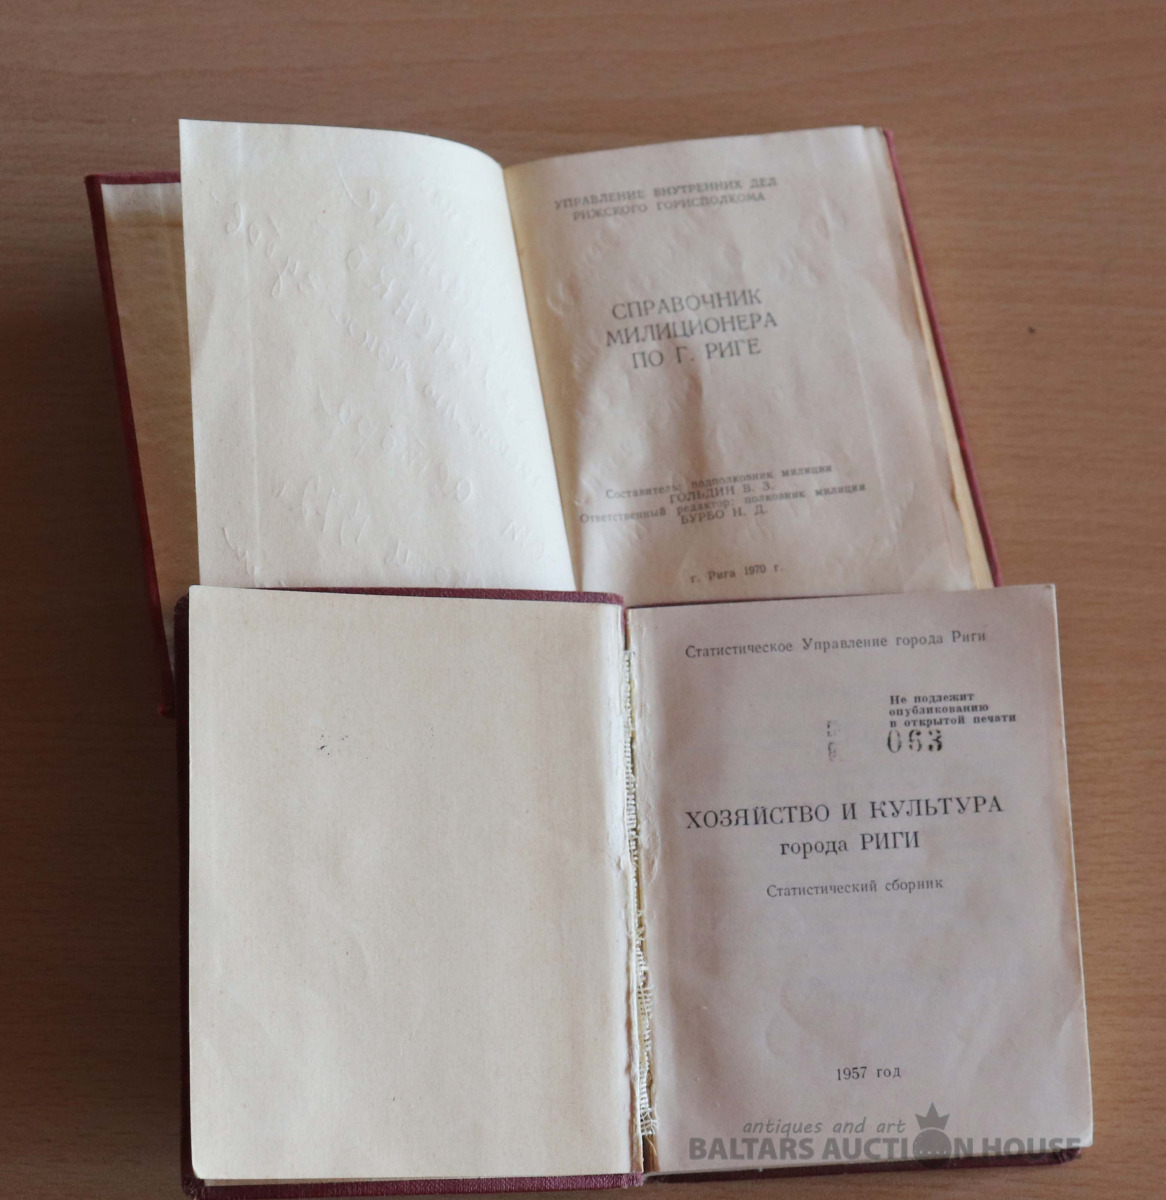 УПРАВЛЕНИЕ ВНУТРЕННИХ ДЕЛ
РИЖСКОГО ГОРИСПОЛКОМА
СПРАВОЧНИК
МИЛИЦИОНЕРА
ПО Г. РИГЕ
Составитель: подполковник милиции
ГОЛЬДИН В. З.
Ответственный редактор: полковник милиции
БУРБО Н. Д.
г. Рига 1970 г.
Статистическое Управление города Риги
Не подлежит
опубликованию
в открытой печати
063
ХОЗЯЙСТВО И КУЛЬТУРА
города РИГИ
Статистический сборник
1957 год
antiques and art
BALTARS AUCTION HOUSE